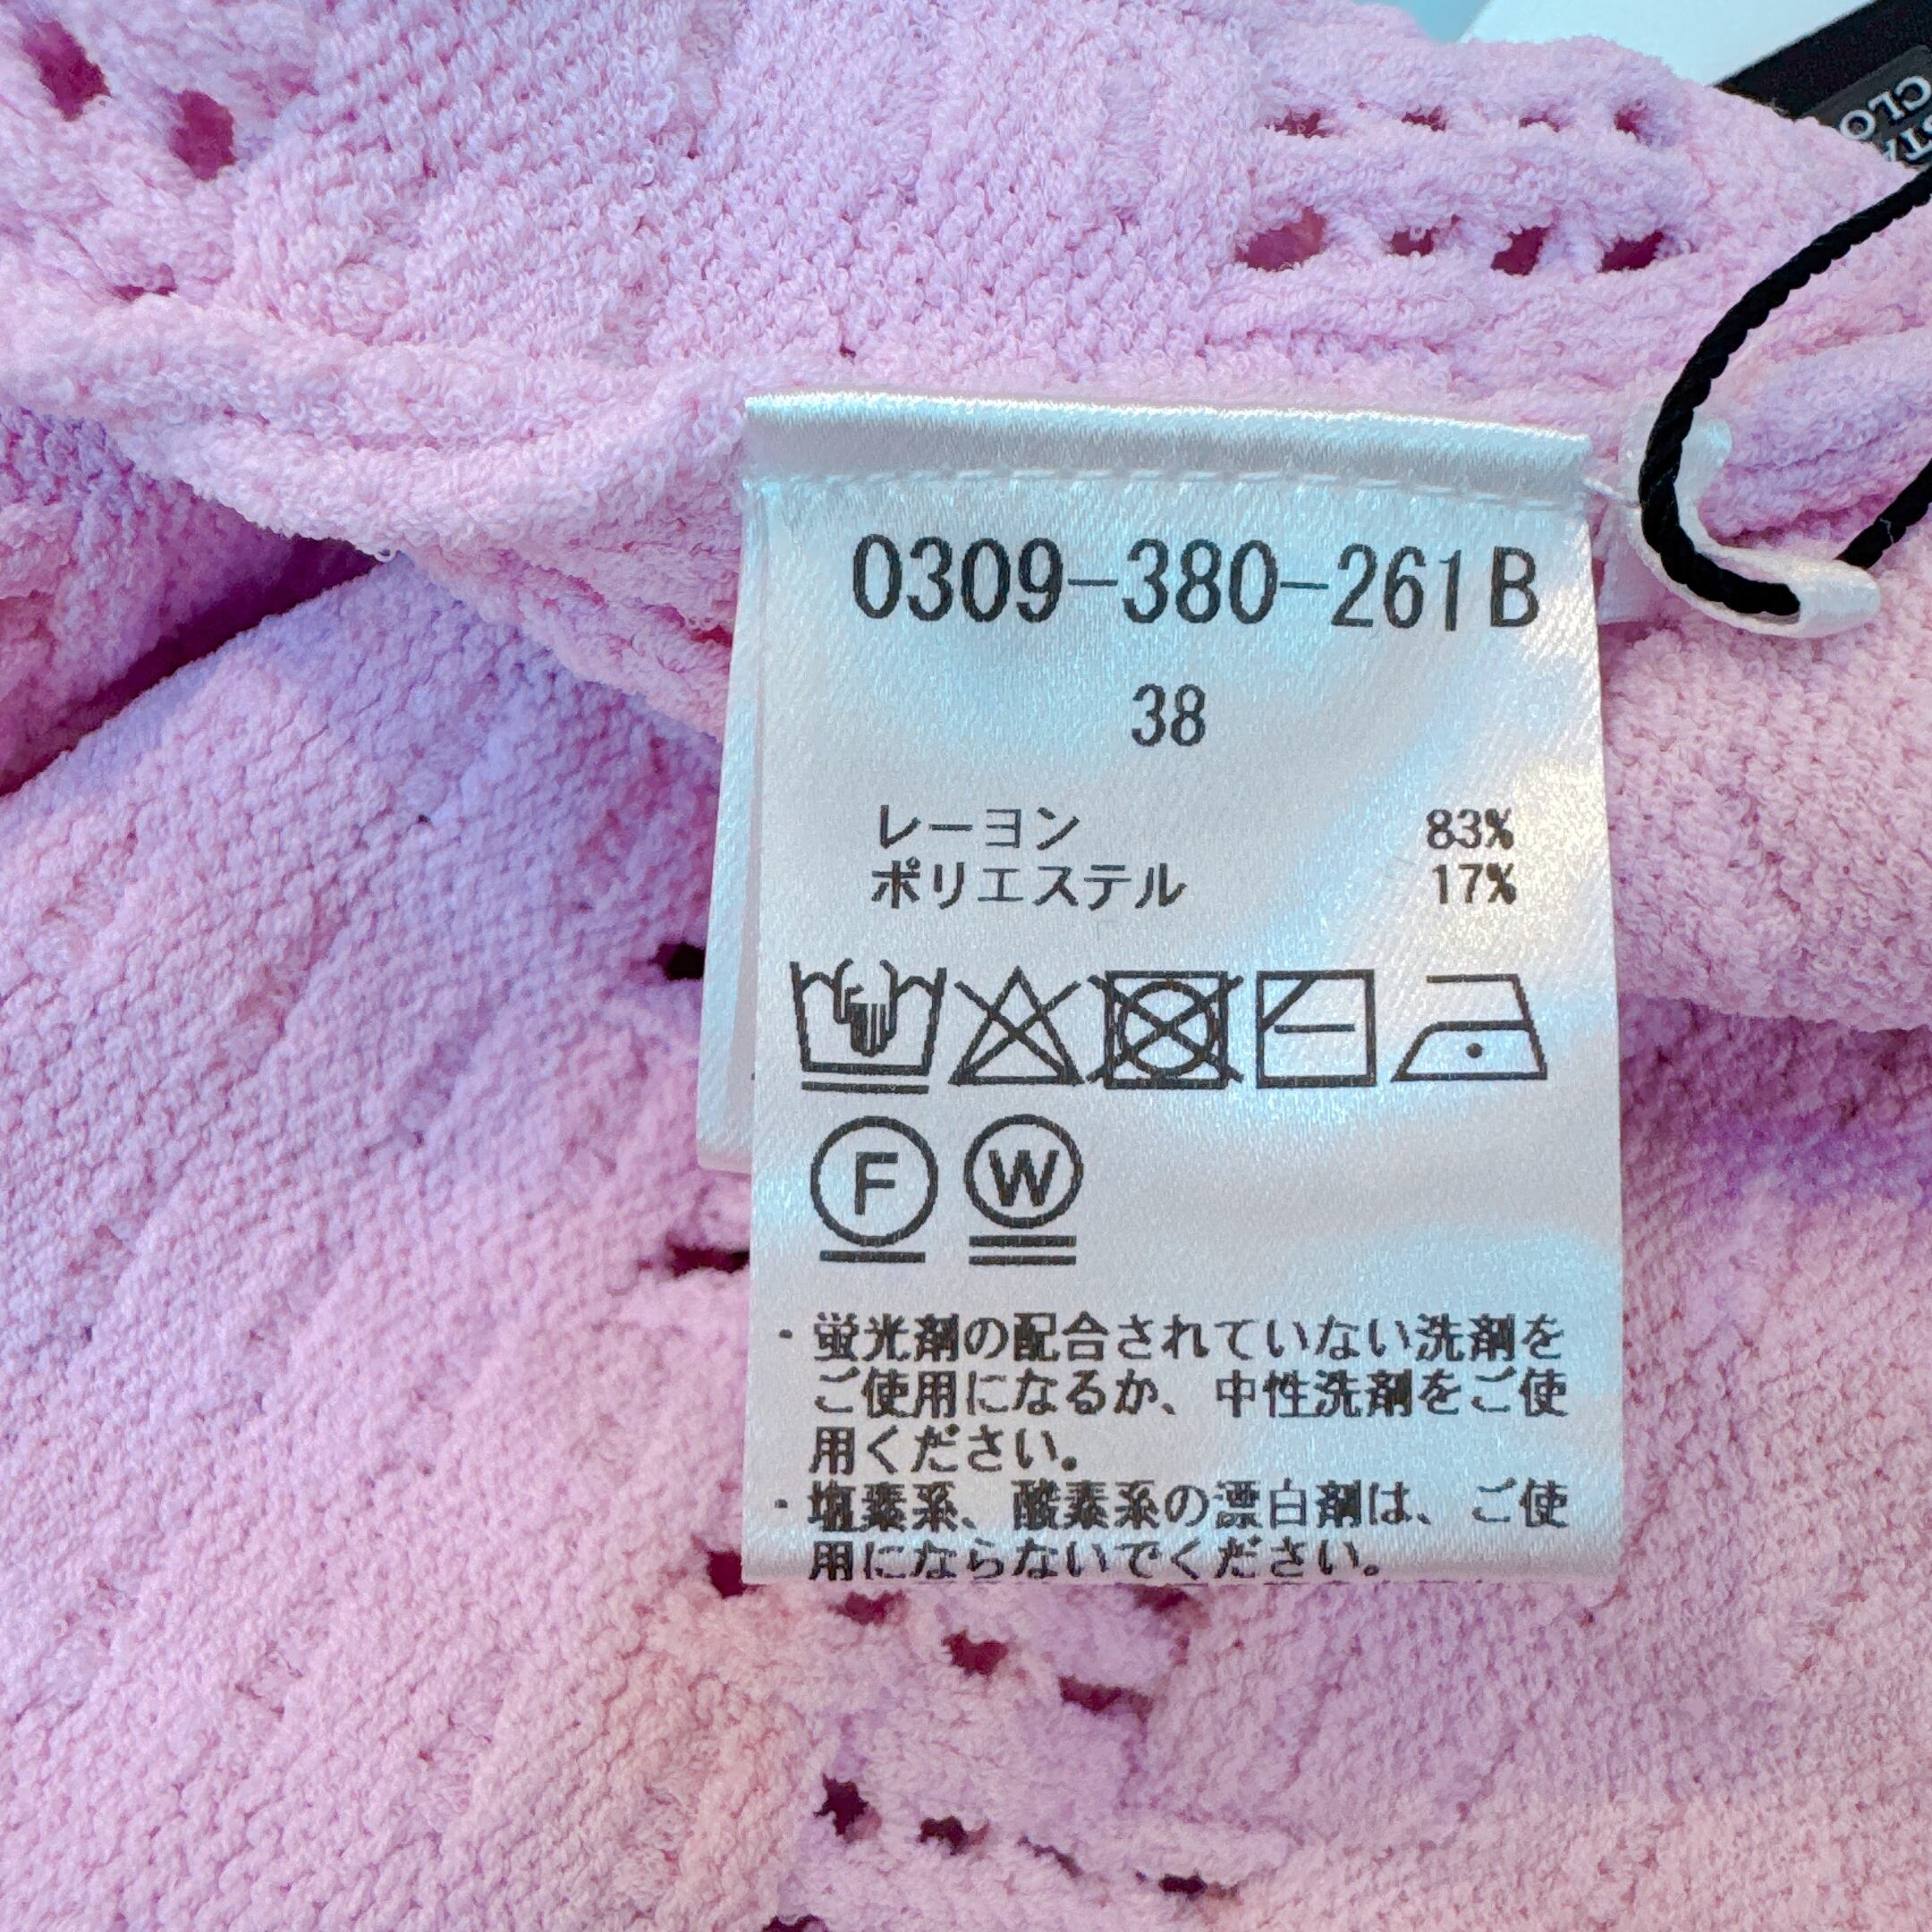 0309-380-261 B
38
レーヨン 83%
ポリエステル 17%
F W
・蛍光剤の配合されていない洗剤を
ご使用になるか、中性洗剤をご使
用ください。
・塩素系、酸素系の漂白剤は、ご使
用にならないでください。